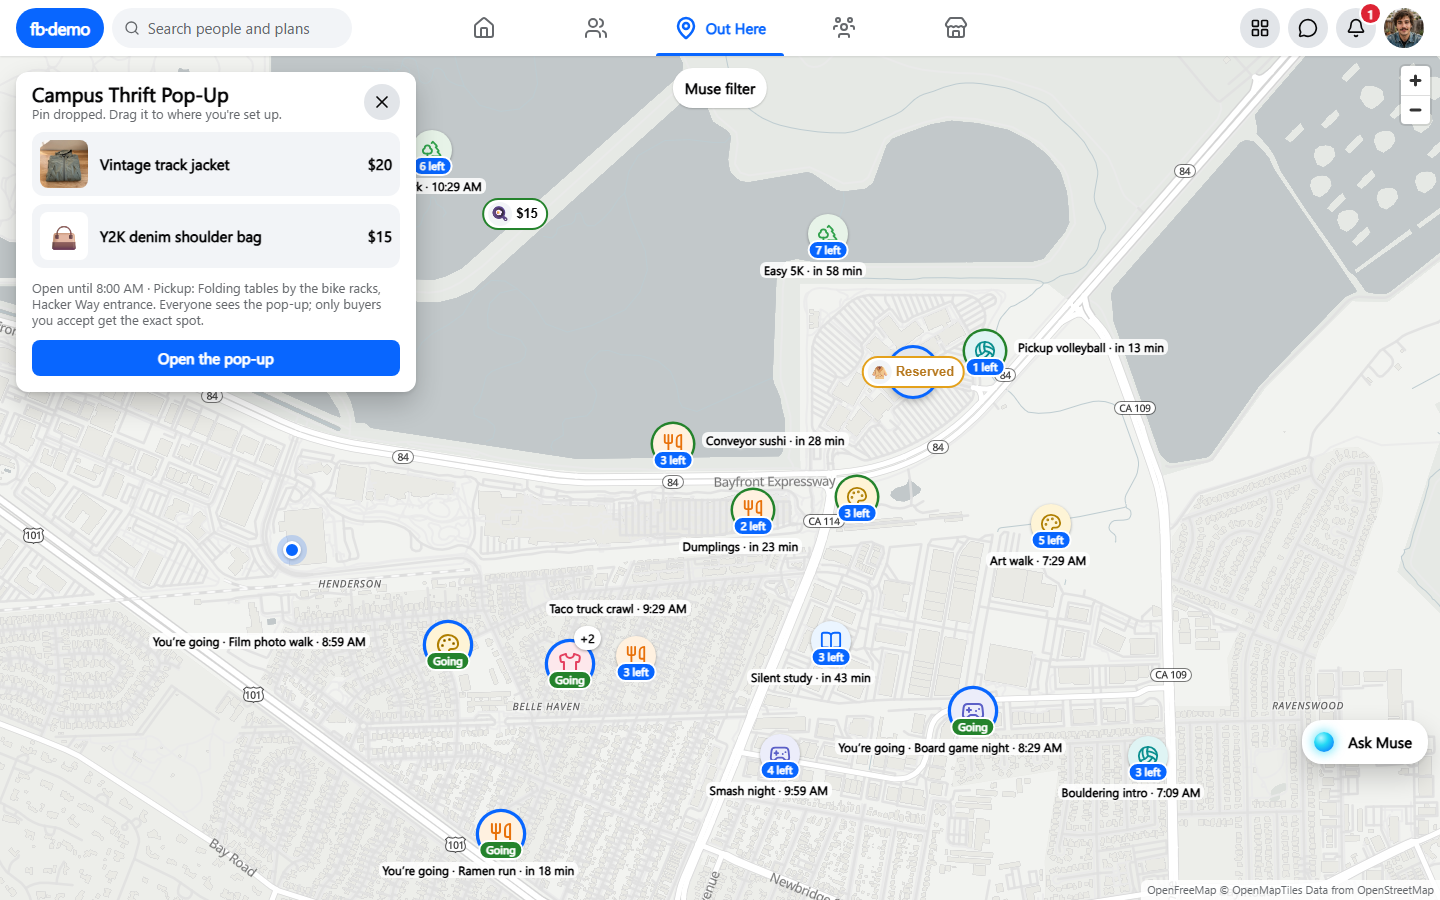 fb-demo
Search people and plans
Out Here
1
Muse filter
Campus Thrift Pop-Up
Pin dropped. Drag it to where you're set up.
Vintage track jacket
$20
Y2K denim shoulder bag
$15
Open until 8:00 AM · Pickup: Folding tables by the bike racks,
Hacker Way entrance. Everyone sees the pop-up; only buyers
you accept get the exact spot.
Open the pop-up
+
−
6 left
k · 10:29 AM
$15
84
7 left
Easy 5K · in 58 min
Reserved
1 left
Pickup volleyball · in 13 min
84
84
CA 109
84
84
84
Conveyor sushi · in 28 min
3 left
Bayfront Expressway
2 left
CA 114
3 left
Dumplings · in 23 min
5 left
Art walk · 7:29 AM
101
HENDERSON
Taco truck crawl · 9:29 AM
You're going · Film photo walk · 8:59 AM
Going
+2
Going
3 left
3 left
Silent study · in 43 min
CA 109
101
BELLE HAVEN
RAVENSWOOD
Going
You're going · Board game night · 8:29 AM
Ask Muse
4 left
Smash night · 9:59 AM
3 left
Bouldering intro · 7:09 AM
101
Going
You're going · Ramen run · in 18 min
Bay Road
Newbridge
OpenFreeMap © OpenMapTiles Data from OpenStreetMap